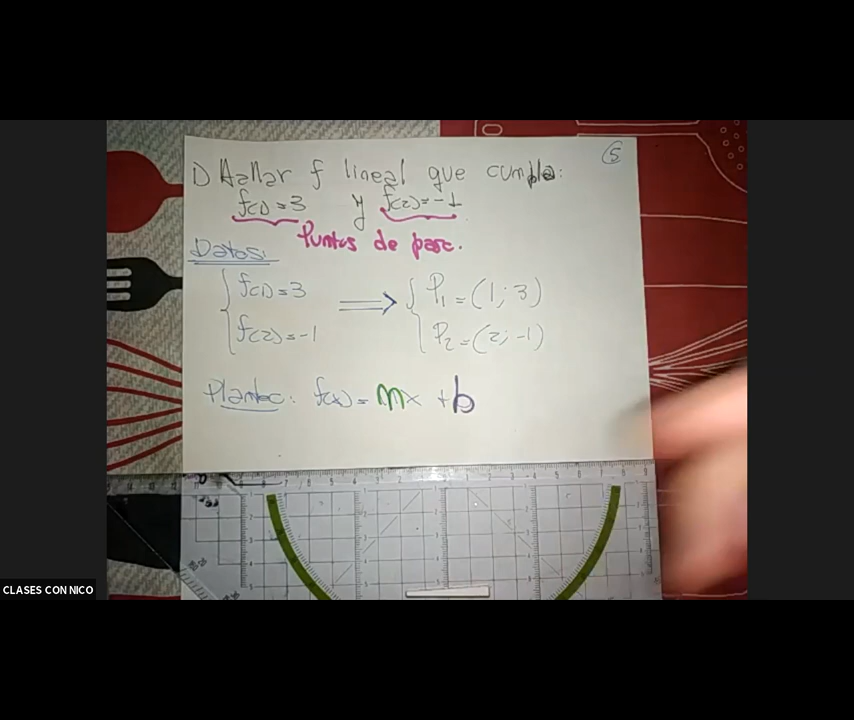 ⑤
1) Hallar f lineal que cumpla:
f(1)=3 y f(2)=-1
Puntos de paso.
Datos:
f(1)=3 ⟹ P₁=(1; 3)
f(2)=-1 P₂=(2; -1)
Planteo: f(x)= mx + b
CLASES CON NICO